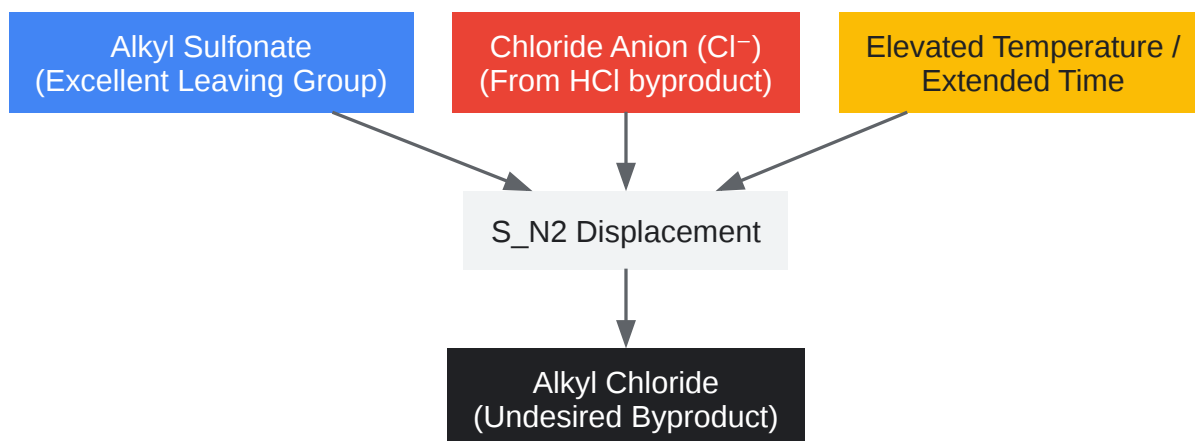 Alkyl Sulfonate
(Excellent Leaving Group)
Chloride Anion (Cl⁻)
(From HCl byproduct)
Elevated Temperature /
Extended Time
S_N2 Displacement
Alkyl Chloride
(Undesired Byproduct)